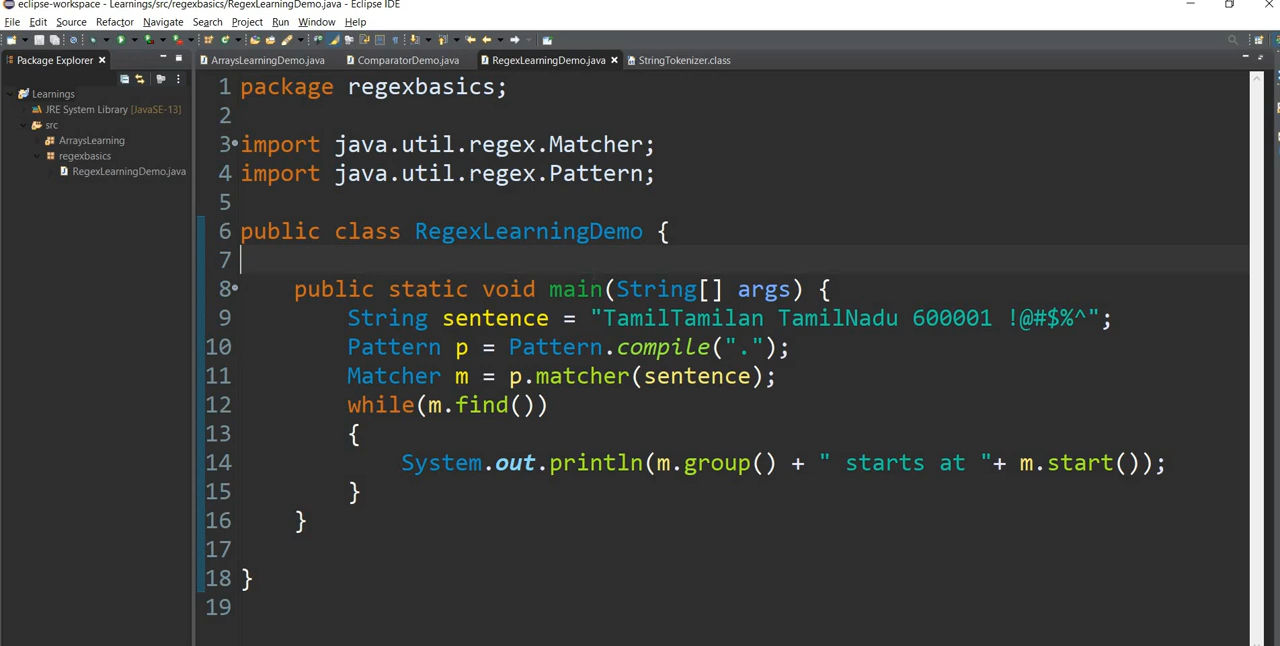 eclipse-workspace - Learnings/src/regexbasics/RegexLearningDemo.java - Eclipse IDE
File Edit Source Refactor Navigate Search Project Run Window Help
Package Explorer
ArraysLearningDemo.java ComparatorDemo.java RegexLearningDemo.java StringTokenizer.class
Learnings
JRE System Library [JavaSE-13]
src
ArraysLearning
regexbasics
RegexLearningDemo.java
1 package regexbasics;
2
3 import java.util.regex.Matcher;
4 import java.util.regex.Pattern;
5
6 public class RegexLearningDemo {
7
8 public static void main(String[] args) {
9 String sentence = "TamilTamilan TamilNadu 600001 !@#$%^";
10 Pattern p = Pattern.compile(".");
11 Matcher m = p.matcher(sentence);
12 while(m.find())
13 {
14 System.out.println(m.group() + " starts at "+ m.start());
15 }
16 }
17
18 }
19